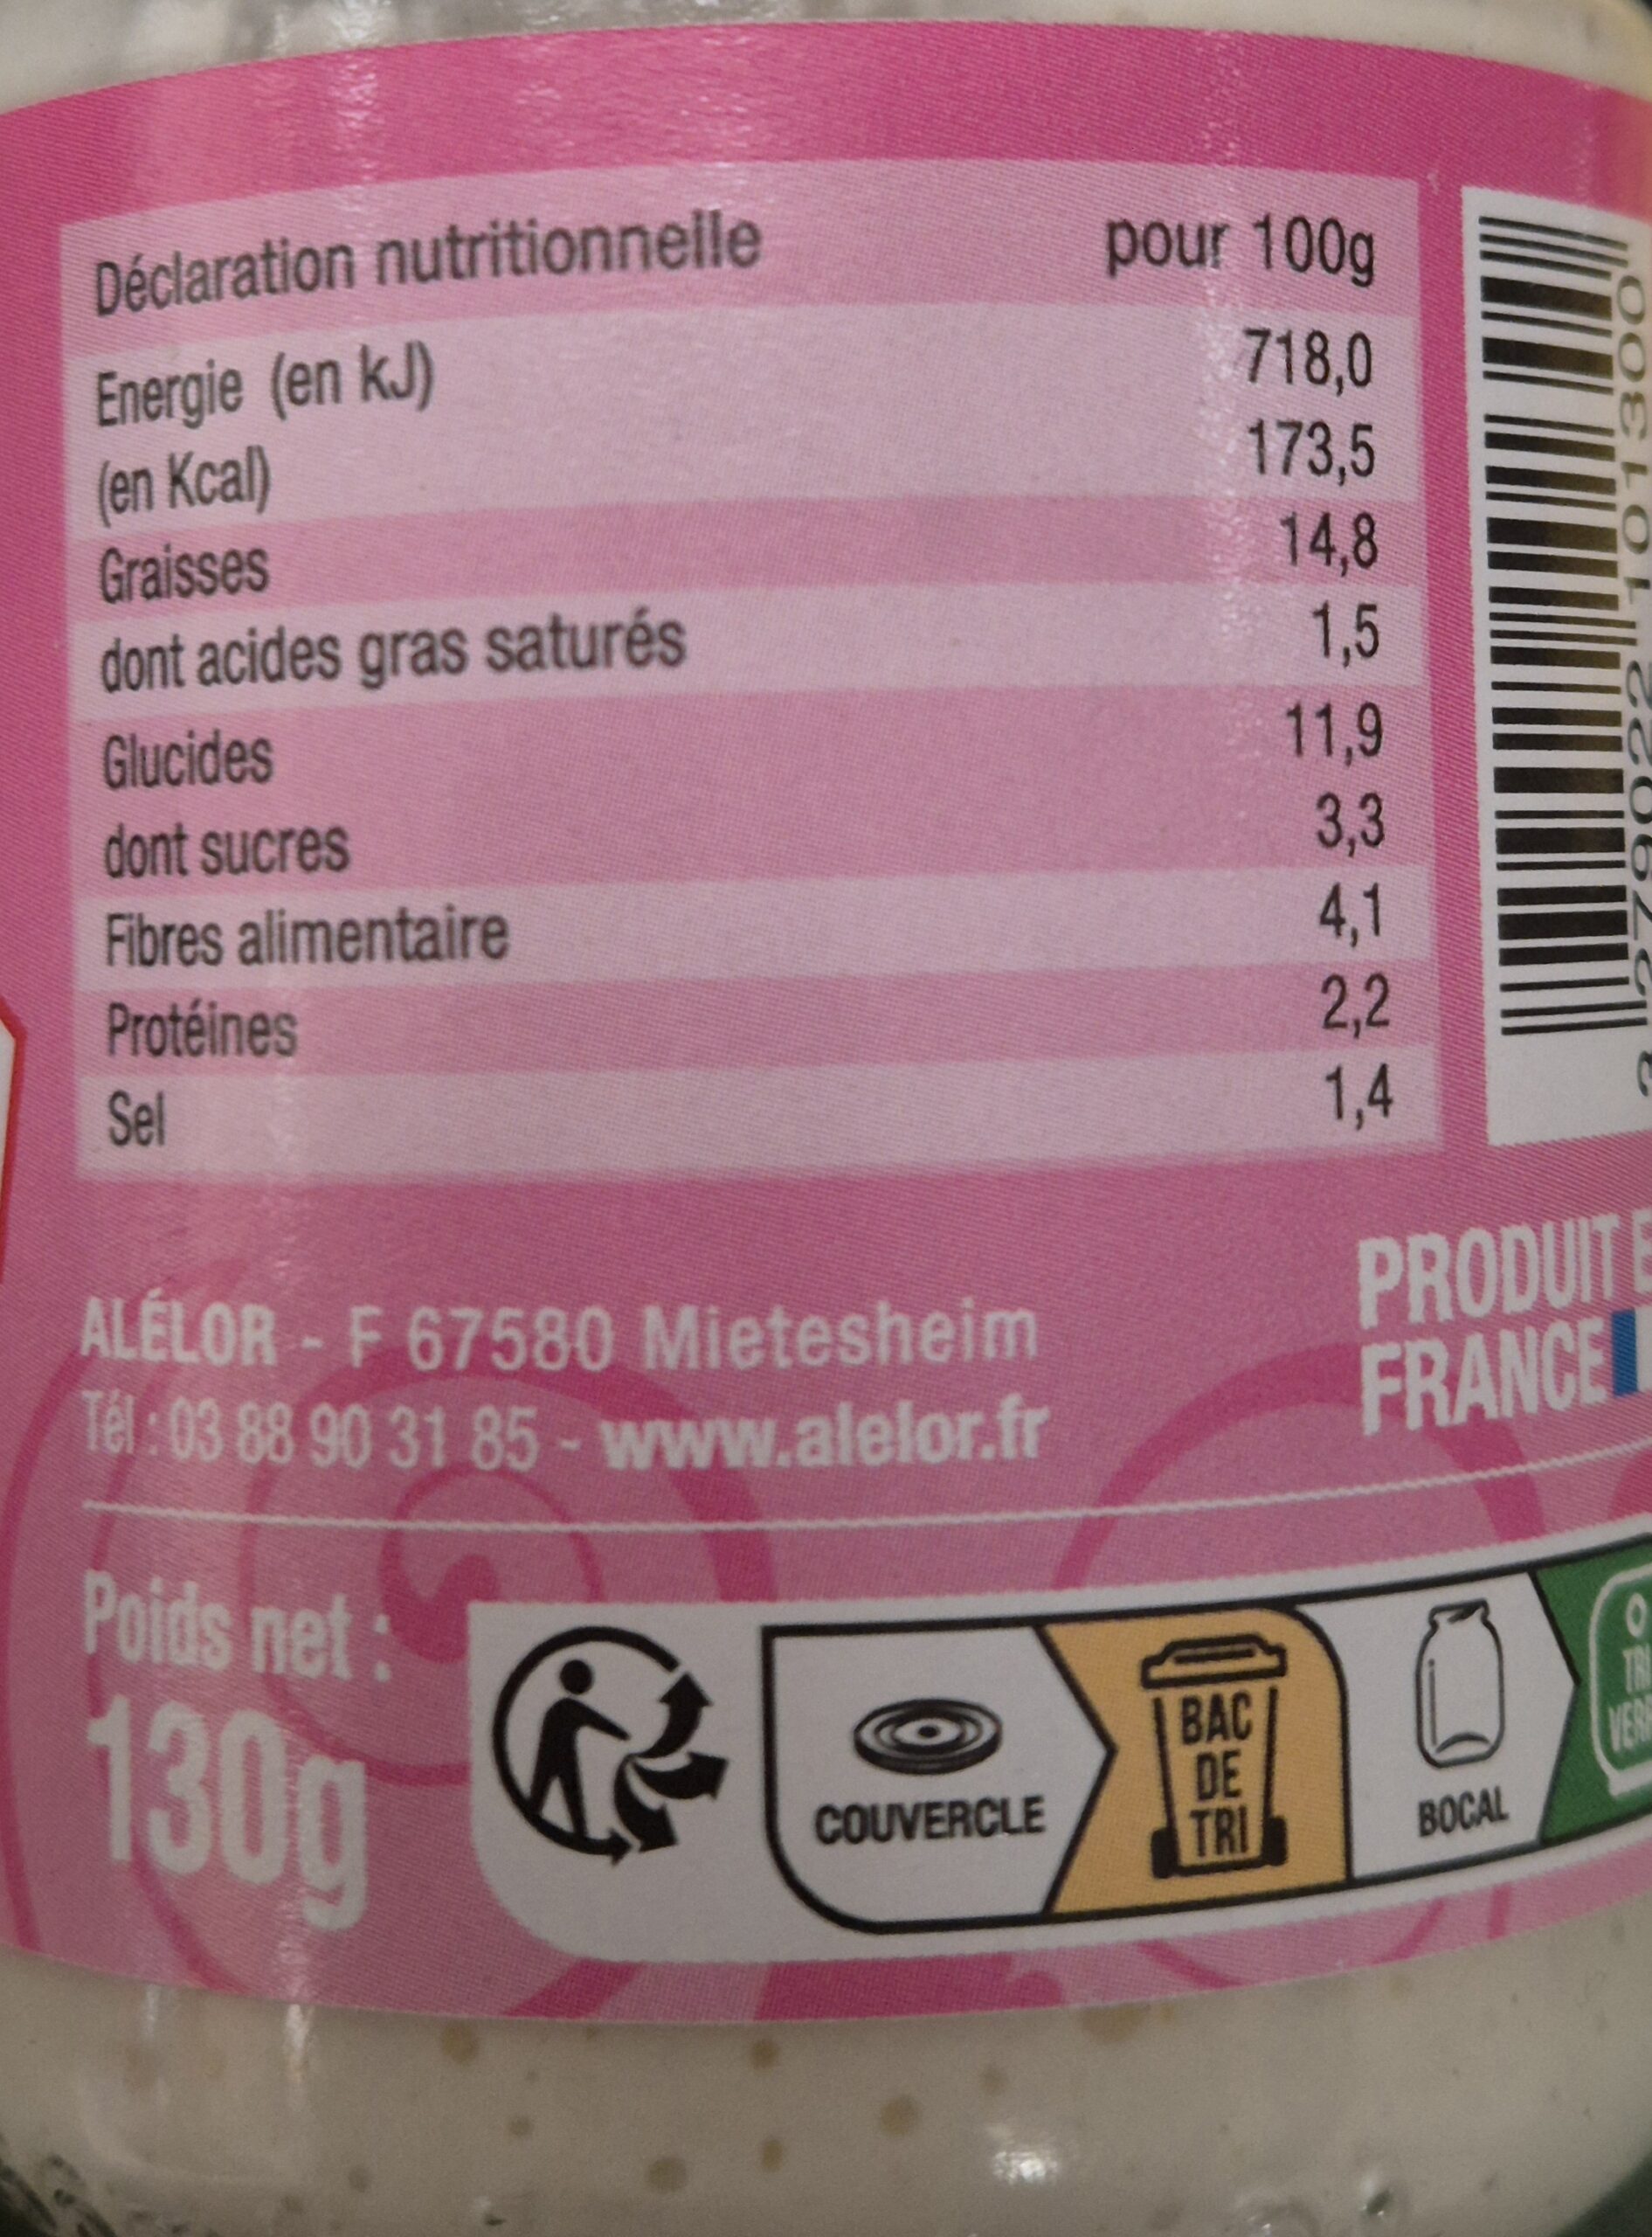 Déclaration nutritionnelle pour 100g
Energie (en kJ) 718,0
(en Kcal) 173,5
Graisses 14,8
dont acides gras saturés 1,5
Glucides 11,9
dont sucres 3,3
Fibres alimentaire 4,1
Protéines 2,2
Sel 1,4
ALÉLOR - F 67580 Mietesheim
Tél : 03 88 90 31 85 - www.alelor.fr
PRODUIT
FRANCE
Poids net :
130g
COUVERCLE
BAC
DE
TRI
BOCAL
TRI